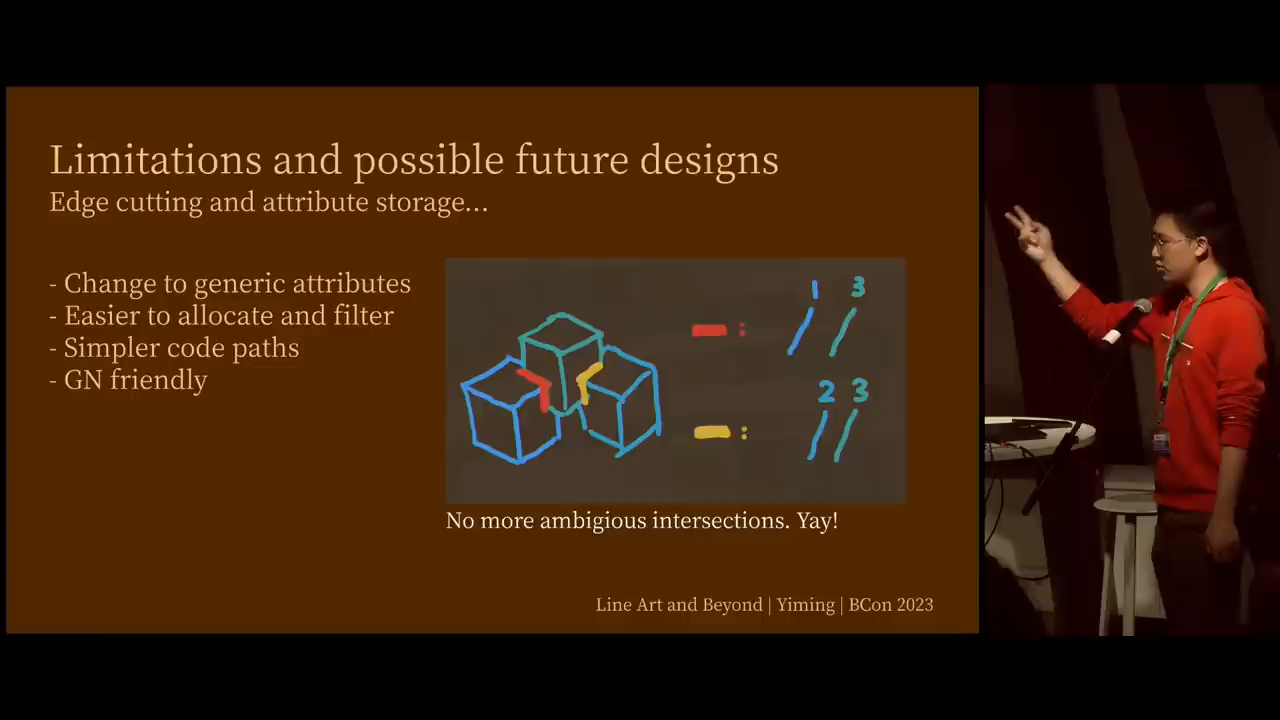 Limitations and possible future designs
Edge cutting and attribute storage...
- Change to generic attributes
- Easier to allocate and filter
- Simpler code paths
- GN friendly
1 3
:
2 3
:
No more ambigious intersections. Yay!
Line Art and Beyond | Yiming | BCon 2023